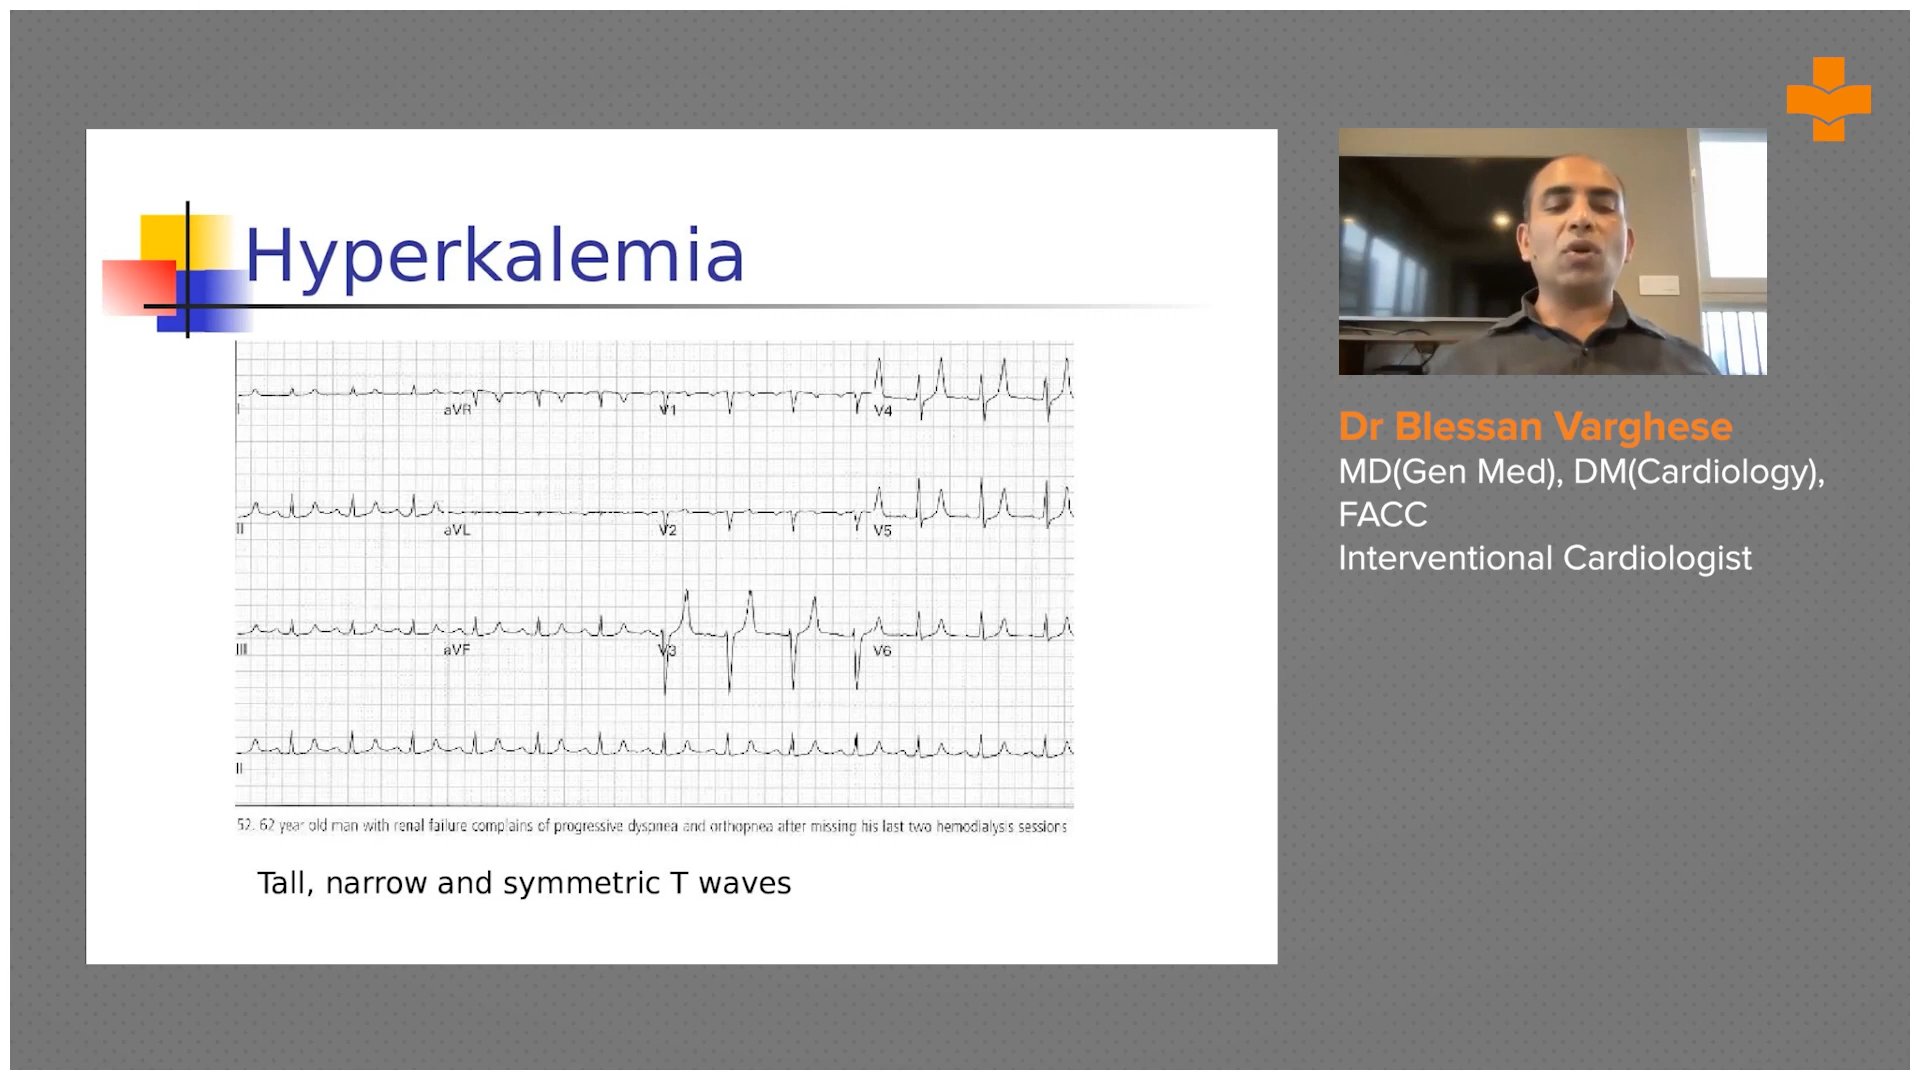 Hyperkalemia
I
aVR
V1
V4
II
aVL
V2
V5
III
aVF
V3
V6
II
52. 62 year old man with renal failure complains of progressive dyspnea and orthopnea after missing his last two hemodialysis sessions
Tall, narrow and symmetric T waves
Dr Blessan Varghese
MD(Gen Med), DM(Cardiology),
FACC
Interventional Cardiologist